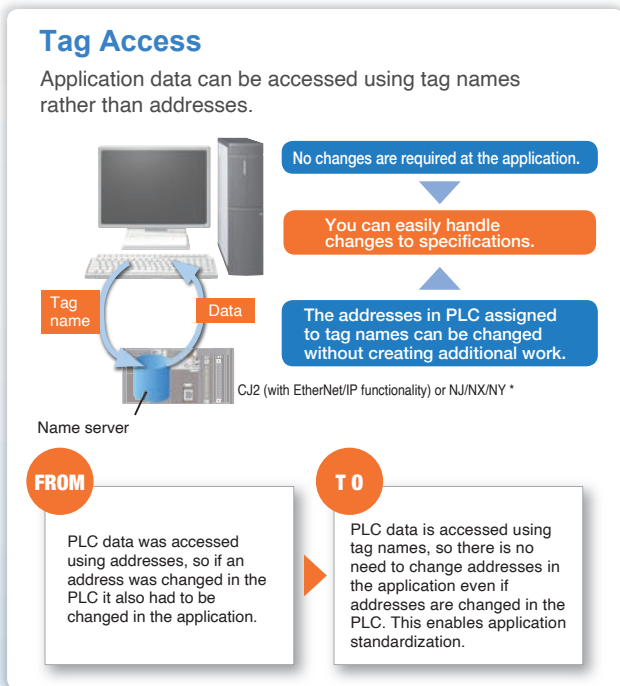 Tag Access
Application data can be accessed using tag names
rather than addresses.
No changes are required at the application.
You can easily handle
changes to specifications.
Tag
name
Data
The addresses in PLC assigned
to tag names can be changed
without creating additional work.
CJ2 (with EtherNet/IP functionality) or NJ/NX/NY *
Name server
FROM
PLC data was accessed
using addresses, so if an
address was changed in the
PLC it also had to be
changed in the application.
T O
PLC data is accessed using
tag names, so there is no
need to change addresses in
the application even if
addresses are changed in the
PLC. This enables application
standardization.